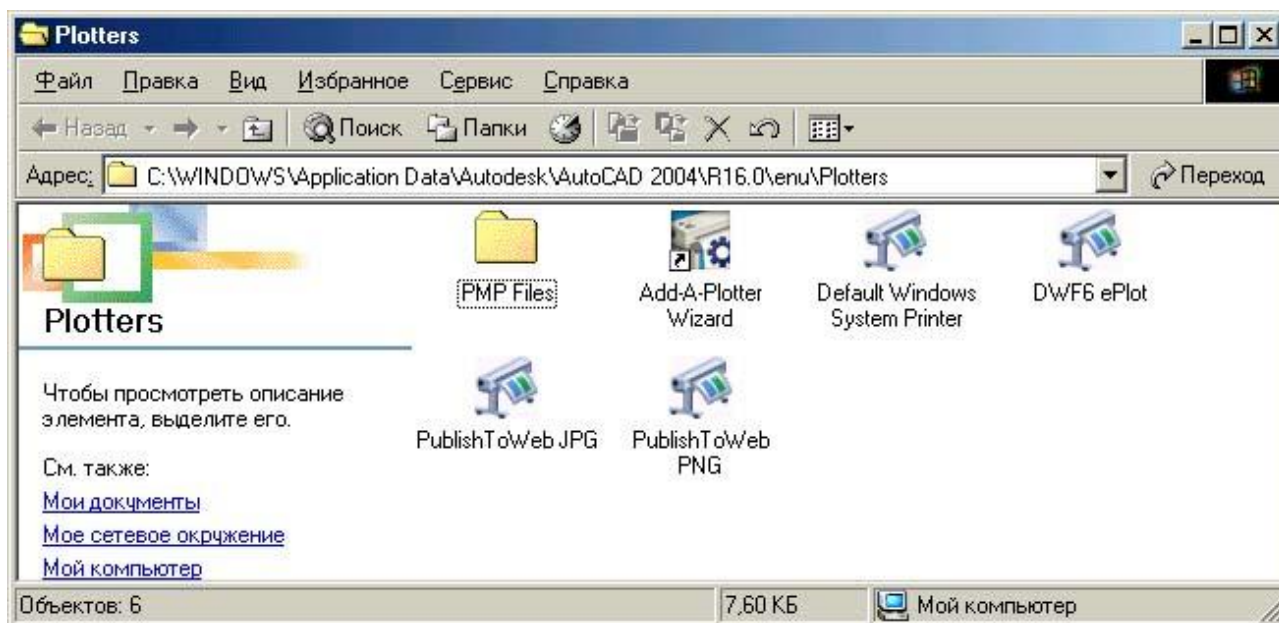 Plotters
Файл Правка Вид Избранное Сервис Справка
Назад Поиск Папки
Адрес: C:\WINDOWS\Application Data\Autodesk\AutoCAD 2004\R16.0\enu\Plotters Переход
Plotters
Чтобы просмотреть описание
элемента, выделите его.
См. также:
Мои документы
Мое сетевое окружение
Мой компьютер
PMP Files
Add-A-Plotter
Wizard
Default Windows
System Printer
DWF6 ePlot
PublishToWeb JPG
PublishToWeb
PNG
Объектов: 6 7,60 КБ Мой компьютер